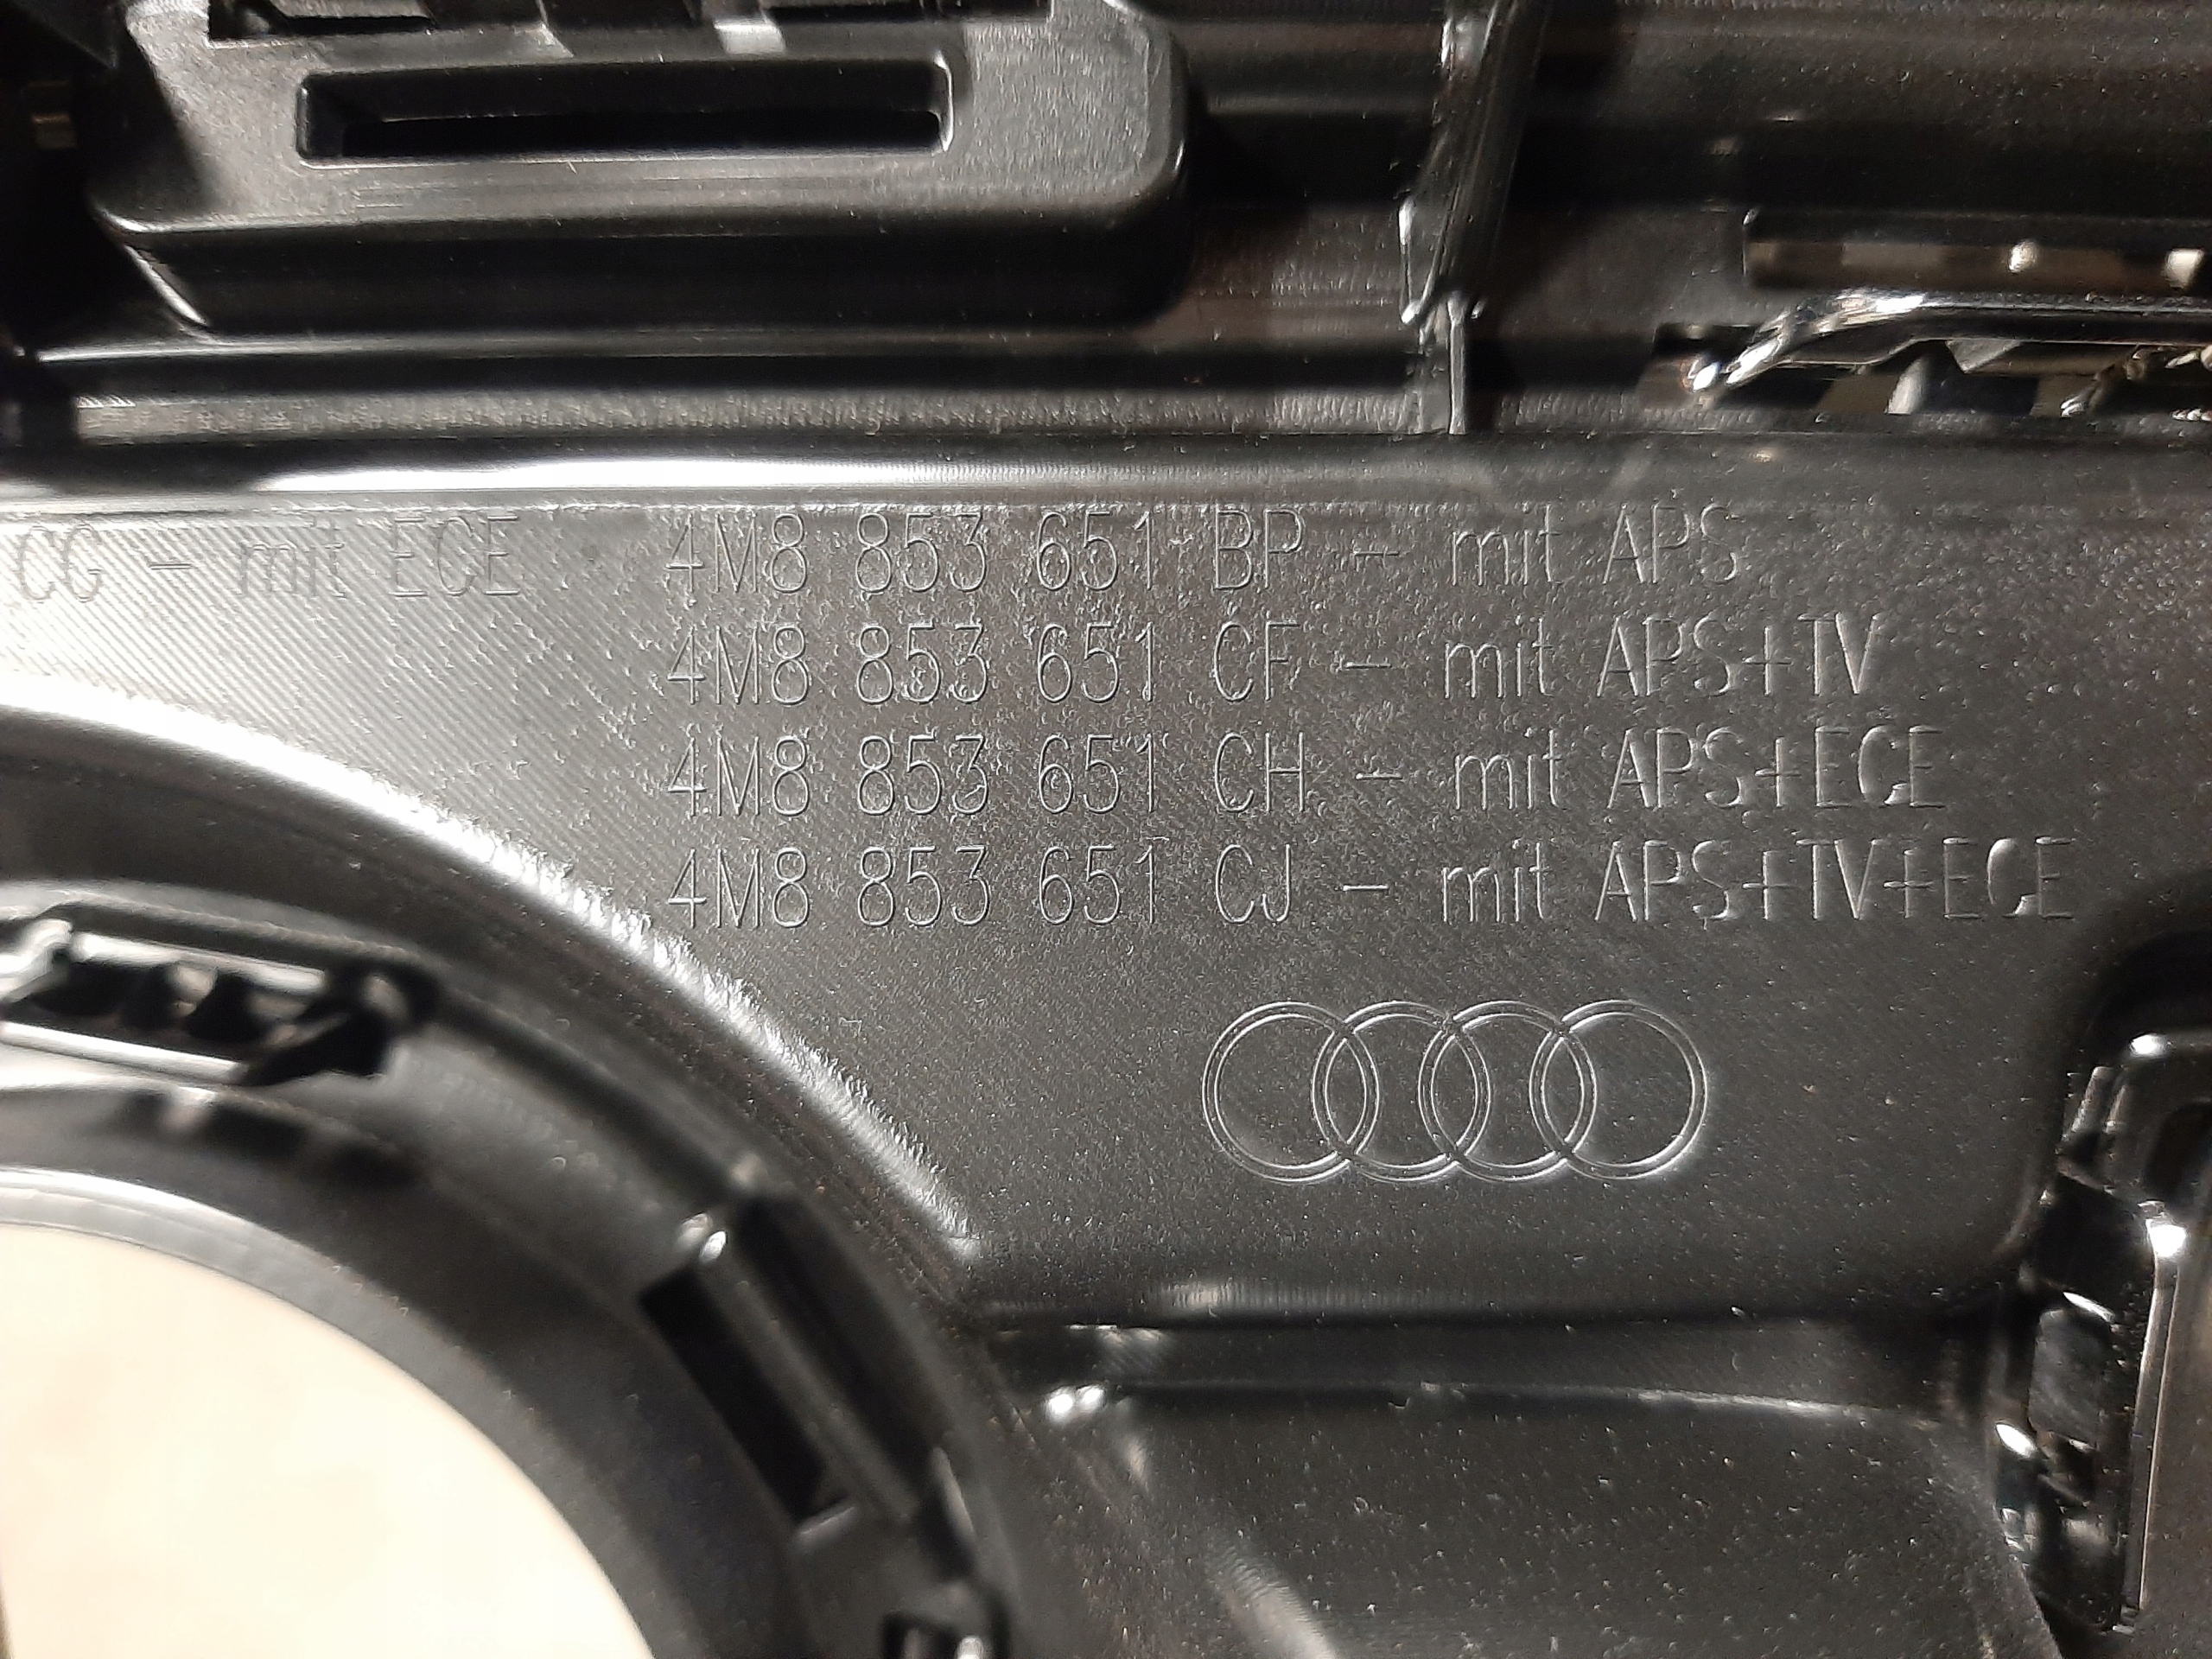 CG - mit ECE 4M8 853 651 BP - mit APS
4M8 853 651 CF - mit APS+TV
4M8 853 651 CH - mit APS+ECE
4M8 853 651 CJ - mit APS+TV+ECE